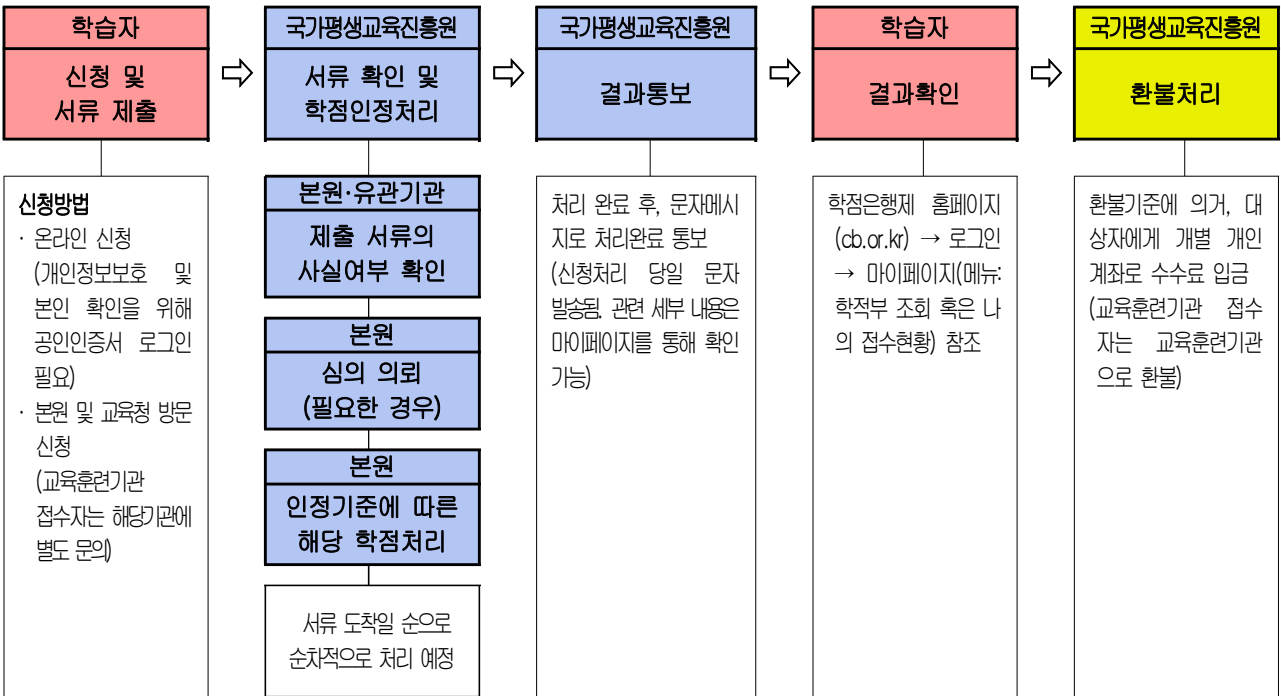 학습자
신청 및
서류 제출
국가평생교육진흥원
서류 확인 및
학점인정처리
국가평생교육진흥원
결과통보
학습자
결과확인
국가평생교육진흥원
환불처리
신청방법
· 온라인 신청
(개인정보보호 및
본인 확인을 위해
공인인증서 로그인
필요)
· 본원 및 교육청 방문
신청
(교육훈련기관
접수자는 해당기관에
별도 문의)
본원·유관기관
제출 서류의
사실여부 확인
본원
심의 의뢰
(필요한 경우)
본원
인정기준에 따른
해당 학점처리
서류 도착일 순으로
순차적으로 처리 예정
처리 완료 후, 문자메시
지로 처리완료 통보
(신청처리 당일 문자
발송됨. 관련 세부 내용은
마이페이지를 통해 확인
가능)
학점은행제 홈페이지
(cb.or.kr) → 로그인
→ 마이페이지(메뉴:
학적부 조회 혹은 나
의 접수현황) 참조
환불기준에 의거, 대
상자에게 개별 개인
계좌로 수수료 입금
(교육훈련기관 접수
자는 교육훈련기관
으로 환불)